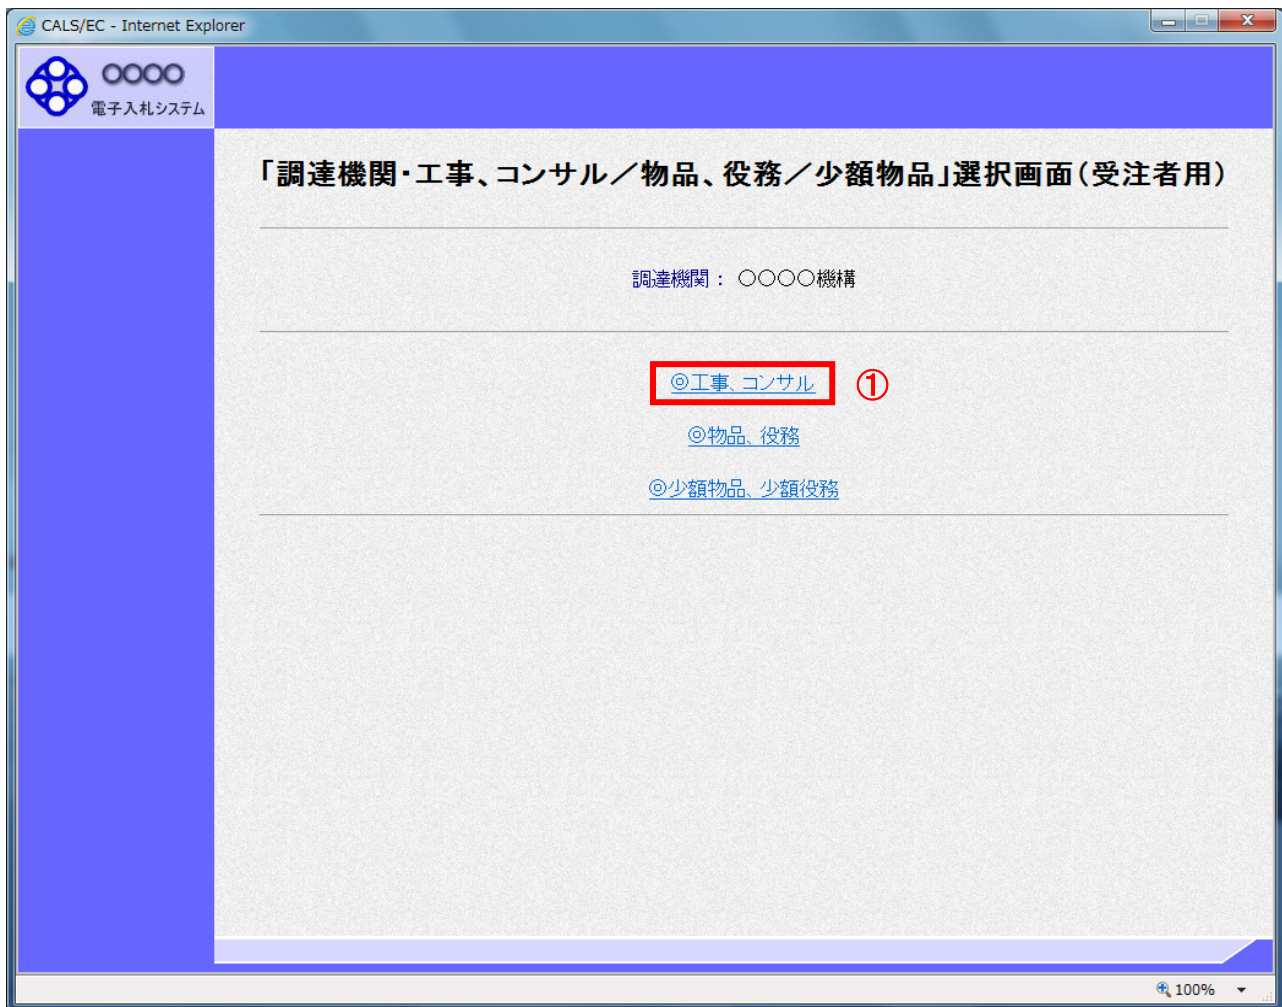 CALS/EC - Internet Explorer
○○○○
電子入札システム
「調達機関・工事、コンサル／物品、役務／少額物品」選択画面（受注者用）
調達機関： ○○○○機構
◎工事、コンサル
①
◎物品、役務
◎少額物品、少額役務
100%